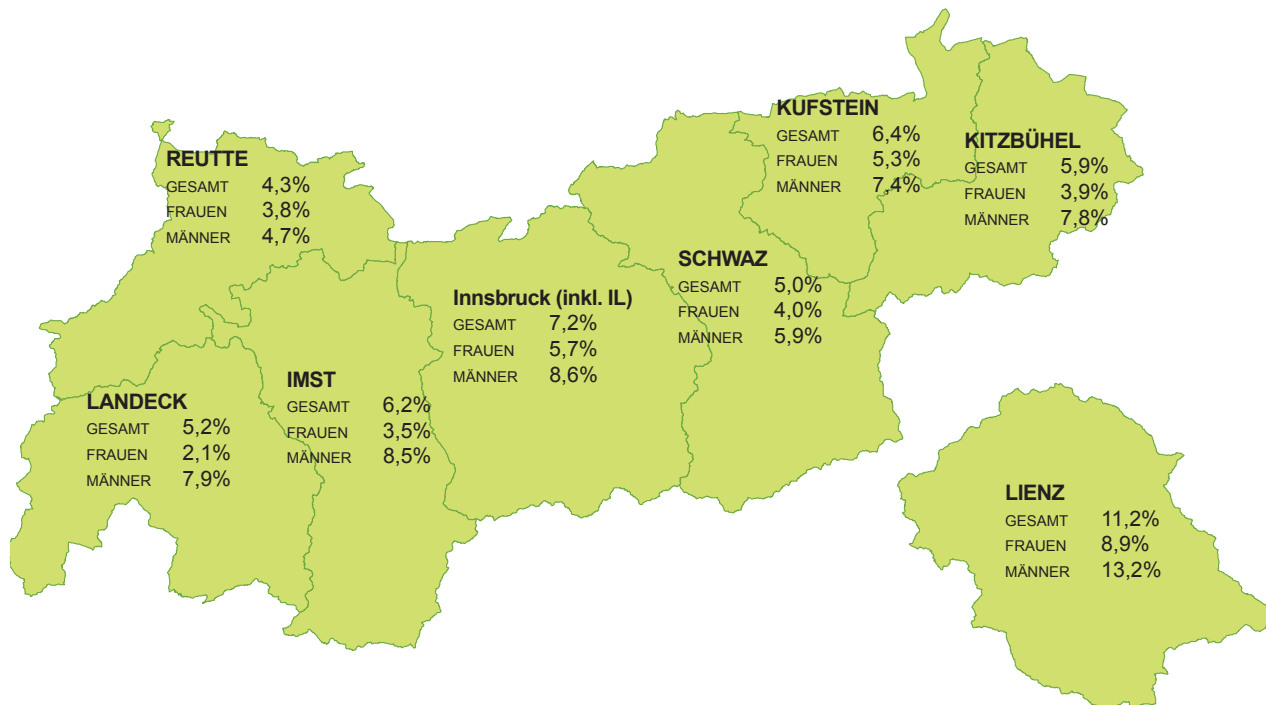 REUTTE
GESAMT 4,3%
FRAUEN 3,8%
MÄNNER 4,7%
KUFSTEIN
GESAMT 6,4%
FRAUEN 5,3%
MÄNNER 7,4%
KITZBÜHEL
GESAMT 5,9%
FRAUEN 3,9%
MÄNNER 7,8%
SCHWAZ
GESAMT 5,0%
FRAUEN 4,0%
MÄNNER 5,9%
Innsbruck (inkl. IL)
GESAMT 7,2%
FRAUEN 5,7%
MÄNNER 8,6%
IMST
GESAMT 6,2%
FRAUEN 3,5%
MÄNNER 8,5%
LANDECK
GESAMT 5,2%
FRAUEN 2,1%
MÄNNER 7,9%
LIENZ
GESAMT 11,2%
FRAUEN 8,9%
MÄNNER 13,2%